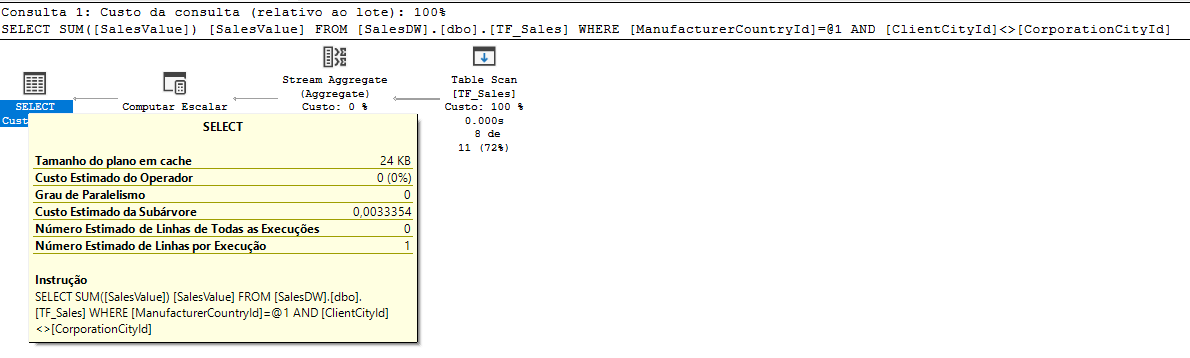 Consulta 1: Custo da consulta (relativo ao lote): 100%
SELECT SUM([SalesValue]) [SalesValue] FROM [SalesDW].[dbo].[TF_Sales] WHERE [ManufacturerCountryId]=@1 AND [ClientCityId]<>[CorporationCityId]
SELECT
Computar Escalar
Stream Aggregate
(Aggregate)
Custo: 0 %
Table Scan
[TF_Sales]
Custo: 100 %
0.000s
8 de
11 (72%)
SELECT
Tamanho do plano em cache 24 KB
Custo Estimado do Operador 0 (0%)
Grau de Paralelismo 0
Custo Estimado da Subárvore 0,0033354
Número Estimado de Linhas de Todas as Execuções 0
Número Estimado de Linhas por Execução 1
Instrução
SELECT SUM([SalesValue]) [SalesValue] FROM [SalesDW].[dbo].
[TF_Sales] WHERE [ManufacturerCountryId]=@1 AND [ClientCityId]
<>[CorporationCityId]